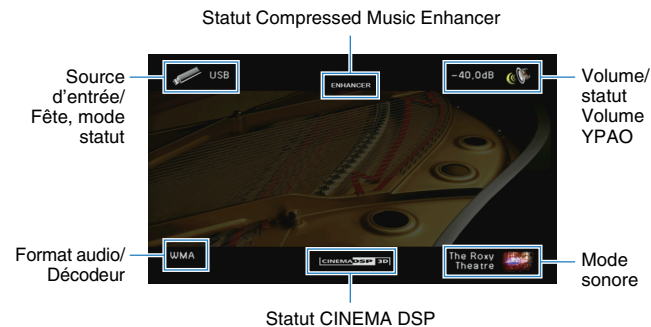 Statut Compressed Music Enhancer
Source
d'entrée/
Fête, mode
statut
USB
ENHANCER
-40,0dB
Volume/
statut
Volume
YPAO
Format audio/
Décodeur
WMA
CINEMA DSP 3D
The Roxy
Theatre
Mode
sonore
Statut CINEMA DSP